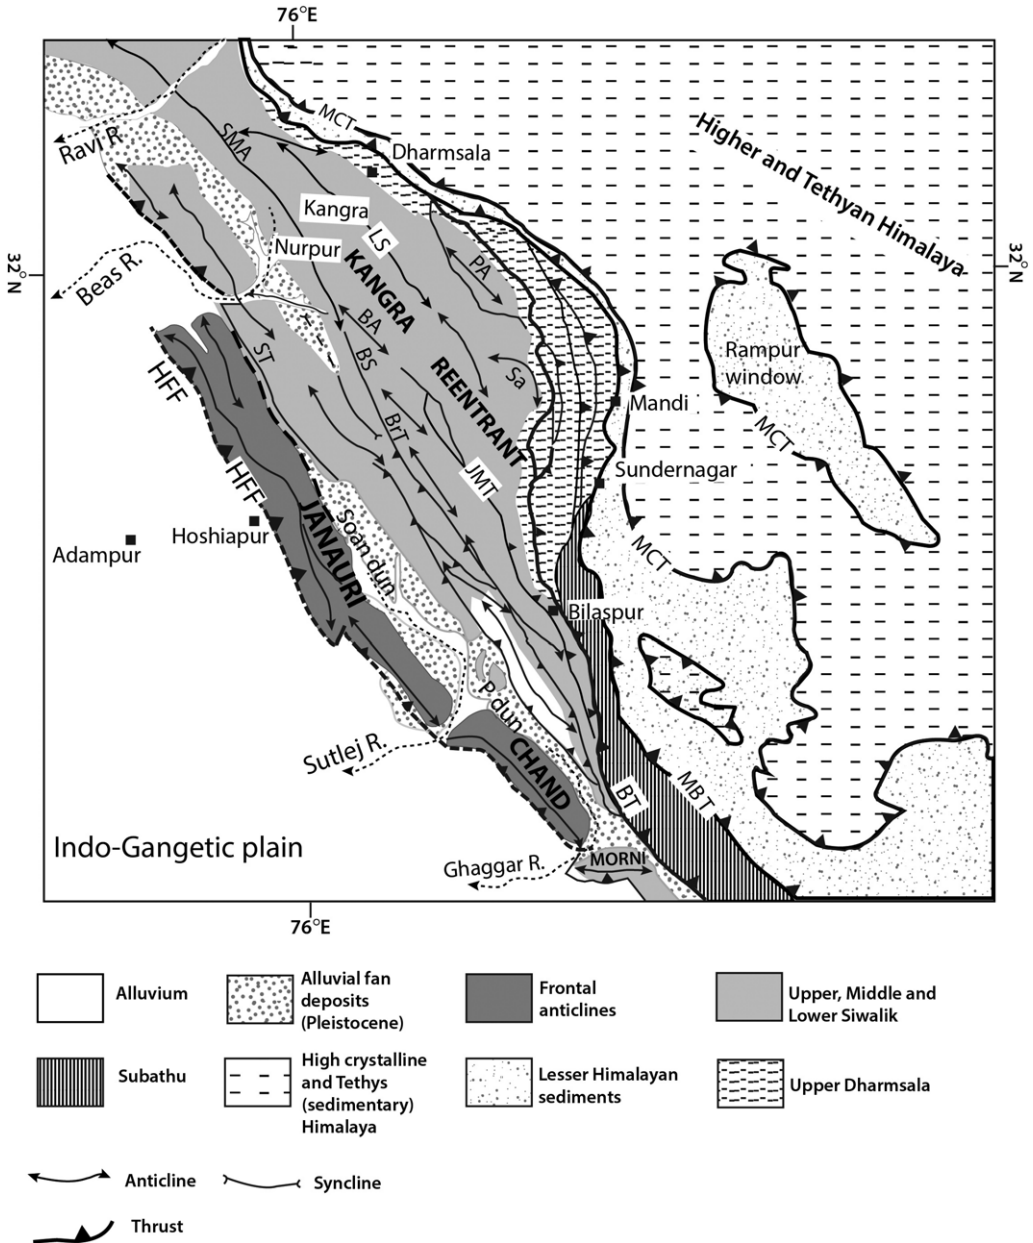 76°E
MCT
Ravi R.
SMA
Dharmsala
Higher and Tethyan Himalaya
Kangra
LS
Nurpur
KANGRA
PA
32°
N
32°
N
Beas R.
BA
ST
BS
REENTRANT
Sa
Rampur
window
HFF
Mandi
BrT
MCT
JMT
Sundernagar
HFF
Hoshiapur
JANAURI
Soan dun
Adampur
MCT
Bilaspur
P dun
Sutlej R.
CHAND
BT
MBT
Indo-Gangetic plain
Ghaggar R.
MORNI
76°E
Alluvium
Alluvial fan
deposits
(Pleistocene)
Frontal
anticlines
Upper, Middle and
Lower Siwalik
Subathu
High crystalline
and Tethys
(sedimentary)
Himalaya
Lesser Himalayan
sediments
Upper Dharmsala
Anticline
Syncline
Thrust